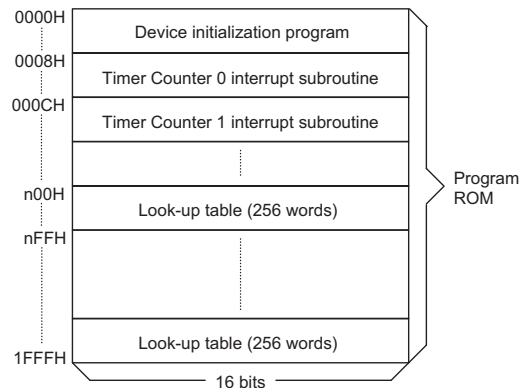 0000H
Device initialization program
0008H
Timer Counter 0 interrupt subroutine
000CH
Timer Counter 1 interrupt subroutine
n00H
Look-up table (256 words)
nFFH
Program
ROM
Look-up table (256 words)
1FFFH
16 bits